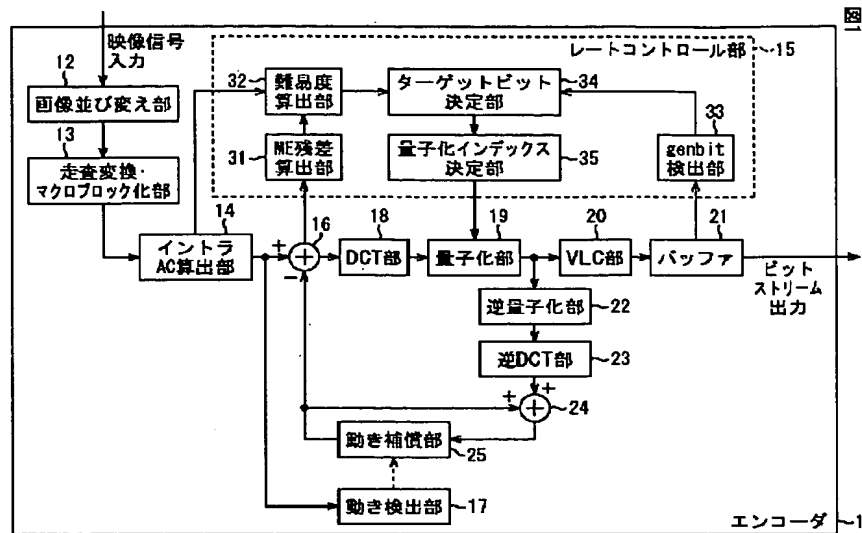 図1
映像信号
入力
レートコントロール部
15
12
画像並び変え部
13
走査変換・
マクロブロック化部
14
イントラ
AC算出部
32
難易度
算出部
31
ME残差
算出部
ターゲットビット
決定部
34
量子化インデックス
決定部
35
33
genbit
検出部
+
-
16
18
DCT部
19
量子化部
20
VLC部
21
バッファ
ビット
ストリーム
出力
逆量子化部
22
逆DCT部
23
+
+
24
動き補償部
25
動き検出部
17
エンコーダ
1